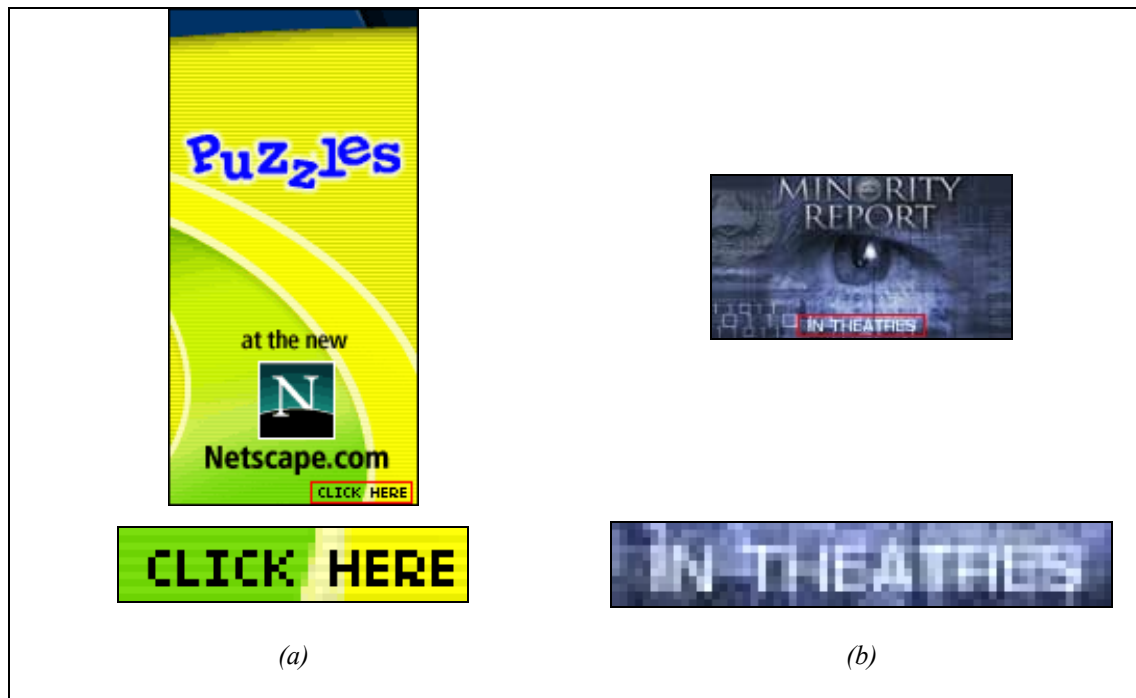 Puzzles
at the new
N
Netscape.com
CLICK HERE
CLICK HERE
(a)
MINORITY
REPORT
IN THEATRES
IN THEATRES
(b)